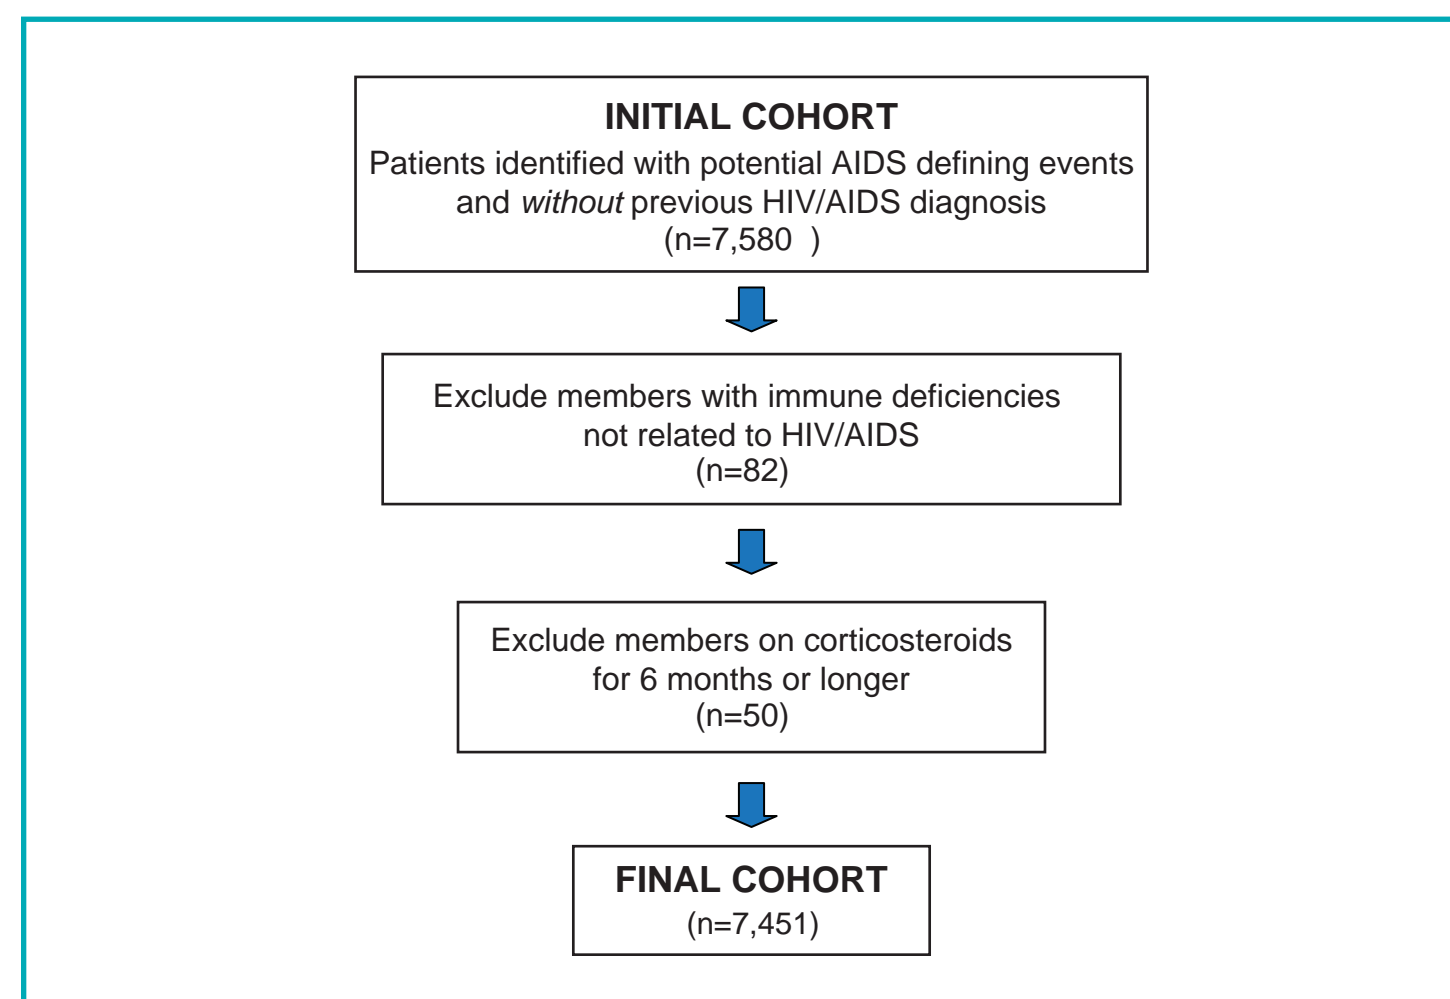 INITIAL COHORT
Patients identified with potential AIDS defining events
and without previous HIV/AIDS diagnosis
(n=7,580 )
Exclude members with immune deficiencies
not related to HIV/AIDS
(n=82)
Exclude members on corticosteroids
for 6 months or longer
(n=50)
FINAL COHORT
(n=7,451)